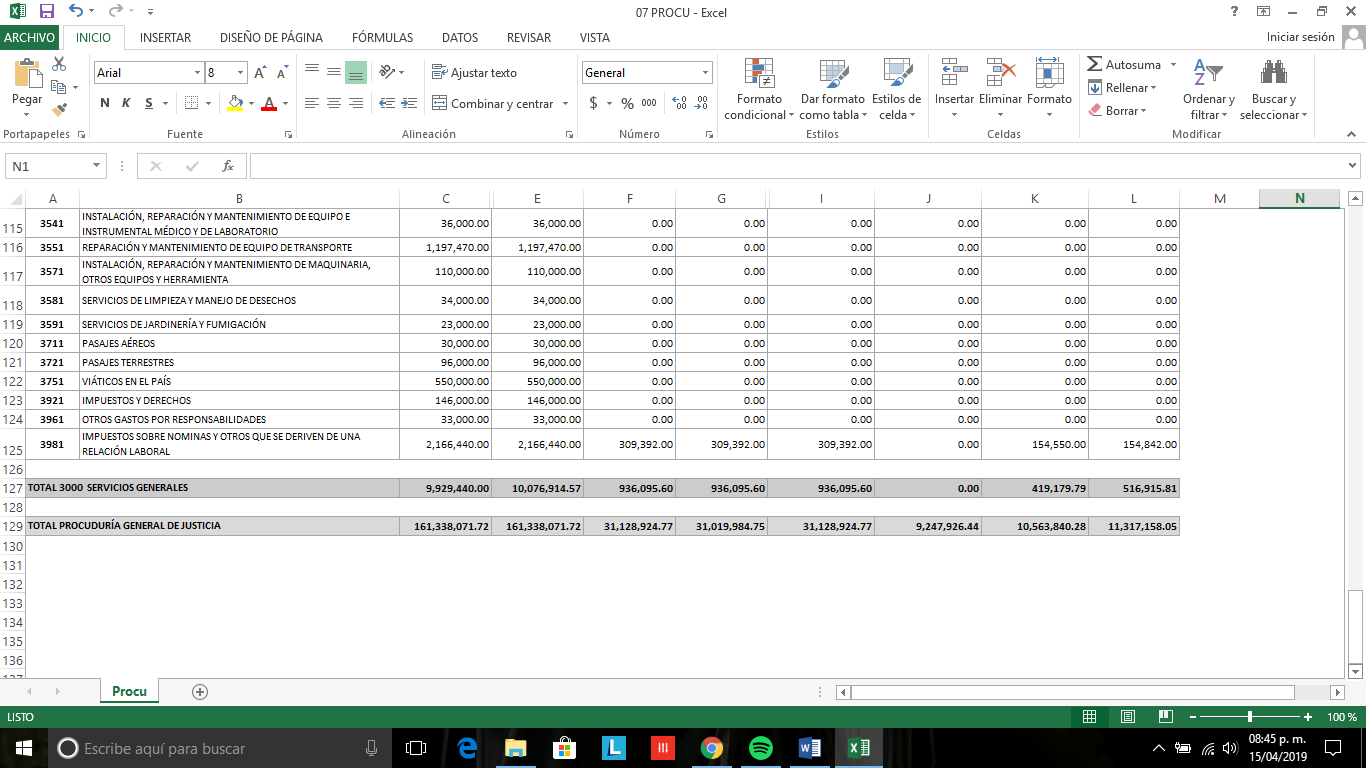 07 PROCU - Excel
?
ARCHIVO INICIO INSERTAR DISEÑO DE PÁGINA FÓRMULAS DATOS REVISAR VISTA Iniciar sesión
Pegar
Arial 8
N K S
Ajustar texto
Combinar y centrar
General
$ % 000
Formato condicional
Dar formato como tabla
Estilos de celda
Insertar Eliminar Formato
Autosuma
Rellenar
Borrar
Ordenar y filtrar
Buscar y seleccionar
Portapapeles Fuente Alineación Número Estilos Celdas Modificar
N1 fx
A B C E F G I J K L M N
115 3541 INSTALACIÓN, REPARACIÓN Y MANTENIMIENTO DE EQUIPO E INSTRUMENTAL MÉDICO Y DE LABORATORIO 36,000.00 36,000.00 0.00 0.00 0.00 0.00 0.00 0.00
116 3551 REPARACIÓN Y MANTENIMIENTO DE EQUIPO DE TRANSPORTE 1,197,470.00 1,197,470.00 0.00 0.00 0.00 0.00 0.00 0.00
117 3571 INSTALACIÓN, REPARACIÓN Y MANTENIMIENTO DE MAQUINARIA, OTROS EQUIPOS Y HERRAMIENTA 110,000.00 110,000.00 0.00 0.00 0.00 0.00 0.00 0.00
118 3581 SERVICIOS DE LIMPIEZA Y MANEJO DE DESECHOS 34,000.00 34,000.00 0.00 0.00 0.00 0.00 0.00 0.00
119 3591 SERVICIOS DE JARDINERÍA Y FUMIGACIÓN 23,000.00 23,000.00 0.00 0.00 0.00 0.00 0.00 0.00
120 3711 PASAJES AÉREOS 30,000.00 30,000.00 0.00 0.00 0.00 0.00 0.00 0.00
121 3721 PASAJES TERRESTRES 96,000.00 96,000.00 0.00 0.00 0.00 0.00 0.00 0.00
122 3751 VIÁTICOS EN EL PAÍS 550,000.00 550,000.00 0.00 0.00 0.00 0.00 0.00 0.00
123 3921 IMPUESTOS Y DERECHOS 146,000.00 146,000.00 0.00 0.00 0.00 0.00 0.00 0.00
124 3961 OTROS GASTOS POR RESPONSABILIDADES 33,000.00 33,000.00 0.00 0.00 0.00 0.00 0.00 0.00
125 3981 IMPUESTOS SOBRE NOMINAS Y OTROS QUE SE DERIVEN DE UNA RELACIÓN LABORAL 2,166,440.00 2,166,440.00 309,392.00 309,392.00 309,392.00 0.00 154,550.00 154,842.00
126
127 TOTAL 3000 SERVICIOS GENERALES 9,929,440.00 10,076,914.57 936,095.60 936,095.60 936,095.60 0.00 419,179.79 516,915.81
128
129 TOTAL PROCUDURÍA GENERAL DE JUSTICIA 161,338,071.72 161,338,071.72 31,128,924.77 31,019,984.75 31,128,924.77 9,247,926.44 10,563,840.28 11,317,158.05
130
131
132
133
134
135
136
Procu
LISTO 100 %
Escribe aquí para buscar
08:45 p. m.
15/04/2019